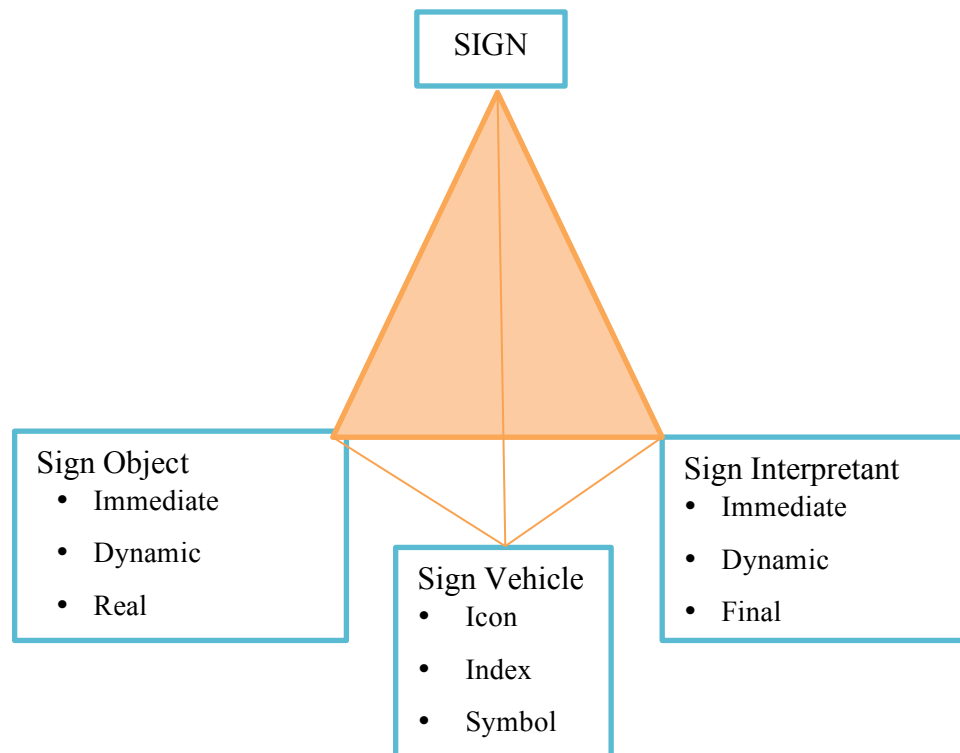 SIGN
Sign Object
• Immediate
• Dynamic
• Real
Sign Vehicle
• Icon
• Index
• Symbol
Sign Interpretant
• Immediate
• Dynamic
• Final